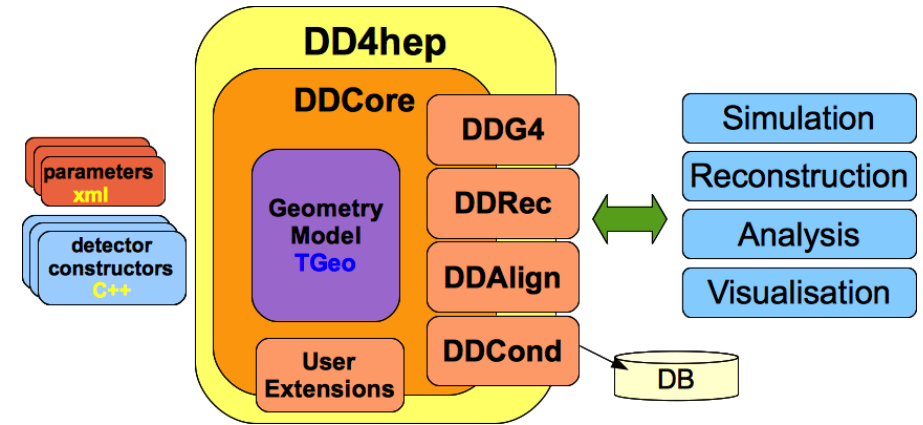 DD4hep
DDCore
parameters
xml
detector
constructors
C++
Geometry
Model
TGeo
User
Extensions
DDG4
DDRec
DDAlign
DDCond
Simulation
Reconstruction
Analysis
Visualisation
DB